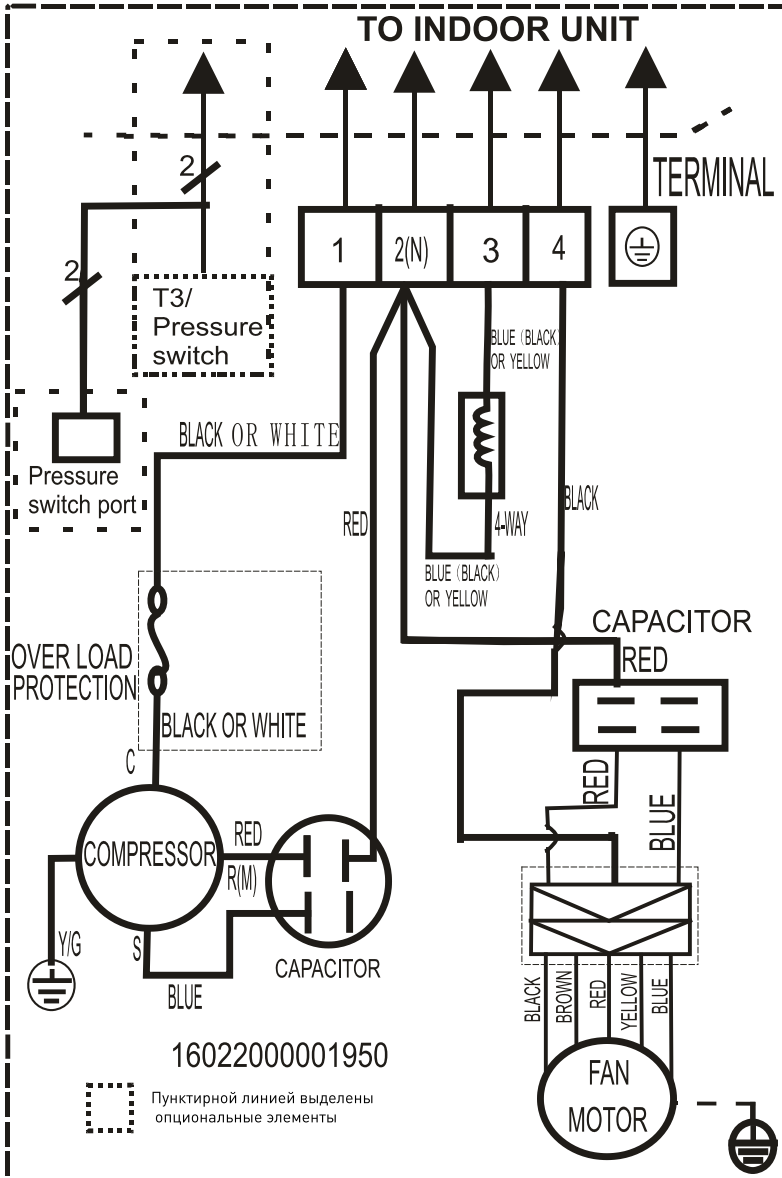 TO INDOOR UNIT
2
TERMINAL
1
2(N)
3
4
2
T3/
Pressure
switch
BLUE (BLACK)
OR YELLOW
BLACK OR WHITE
Pressure
switch port
RED
4-WAY
BLACK
BLUE (BLACK)
OR YELLOW
CAPACITOR
RED
OVER LOAD
PROTECTION
BLACK OR WHITE
C
RED
BLUE
COMPRESSOR
RED
R(M)
Y/G
S
BLUE
CAPACITOR
BLACK
BROWN
RED
YELLOW
BLUE
16022000001950
FAN
MOTOR
Пунктирной линией выделены
опциональные элементы